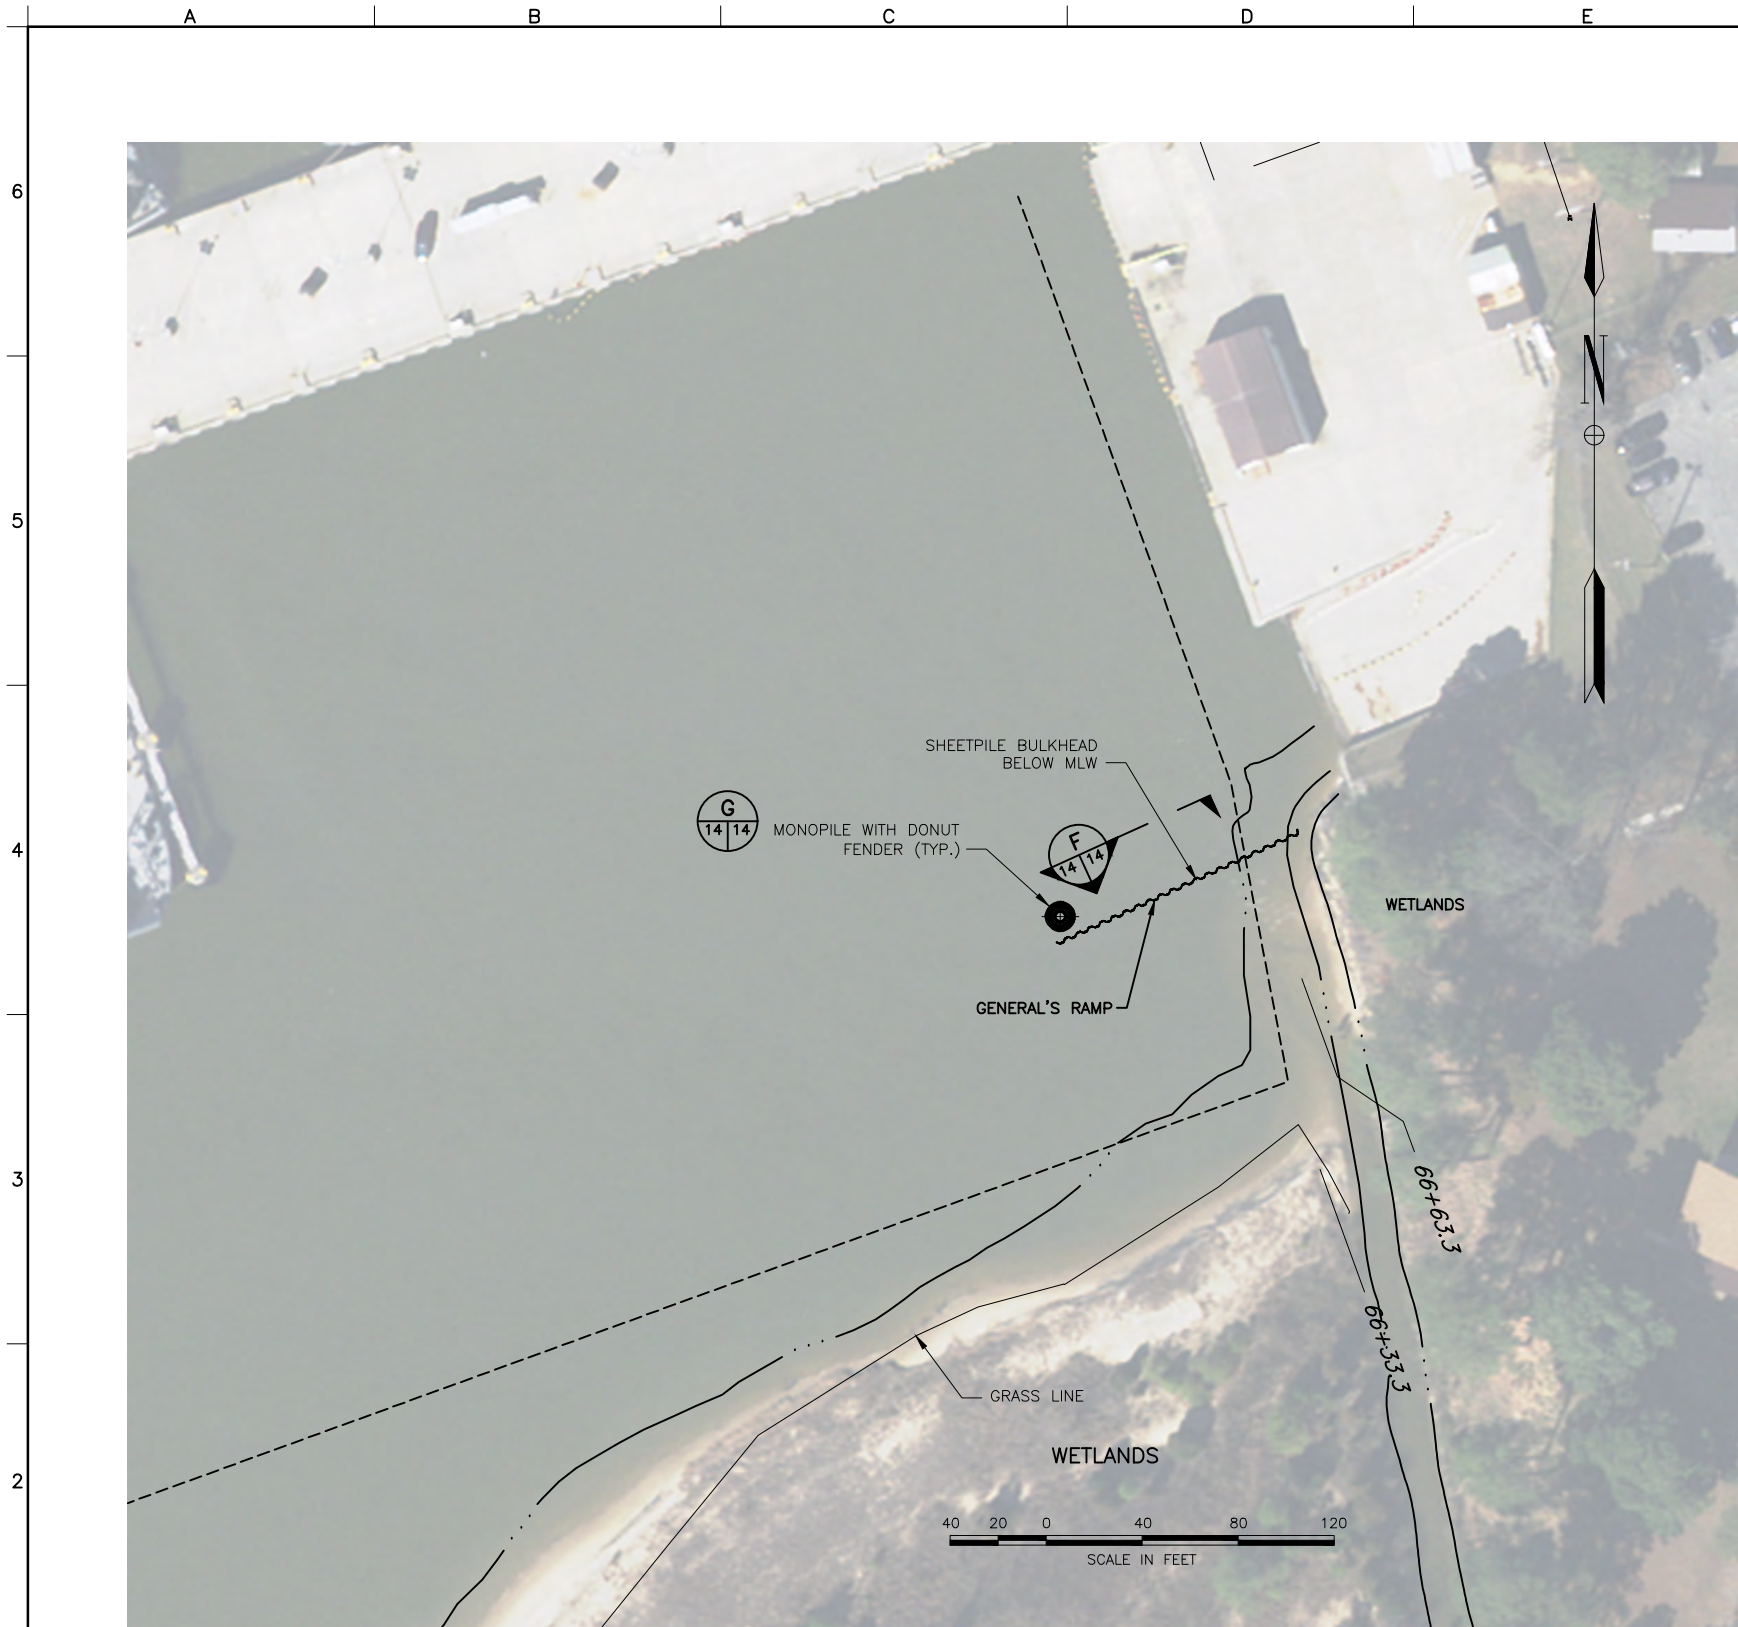 A B C D E
6
5
SHEETPILE BULKHEAD
BELOW MLW
G
14 14
MONOPILE WITH DONUT
FENDER (TYP.)
F
14 14
4
WETLANDS
GENERAL'S RAMP
N
3
66+63.3
66+33.3
GRASS LINE
WETLANDS
2
40 20 0 40 80 120
SCALE IN FEET